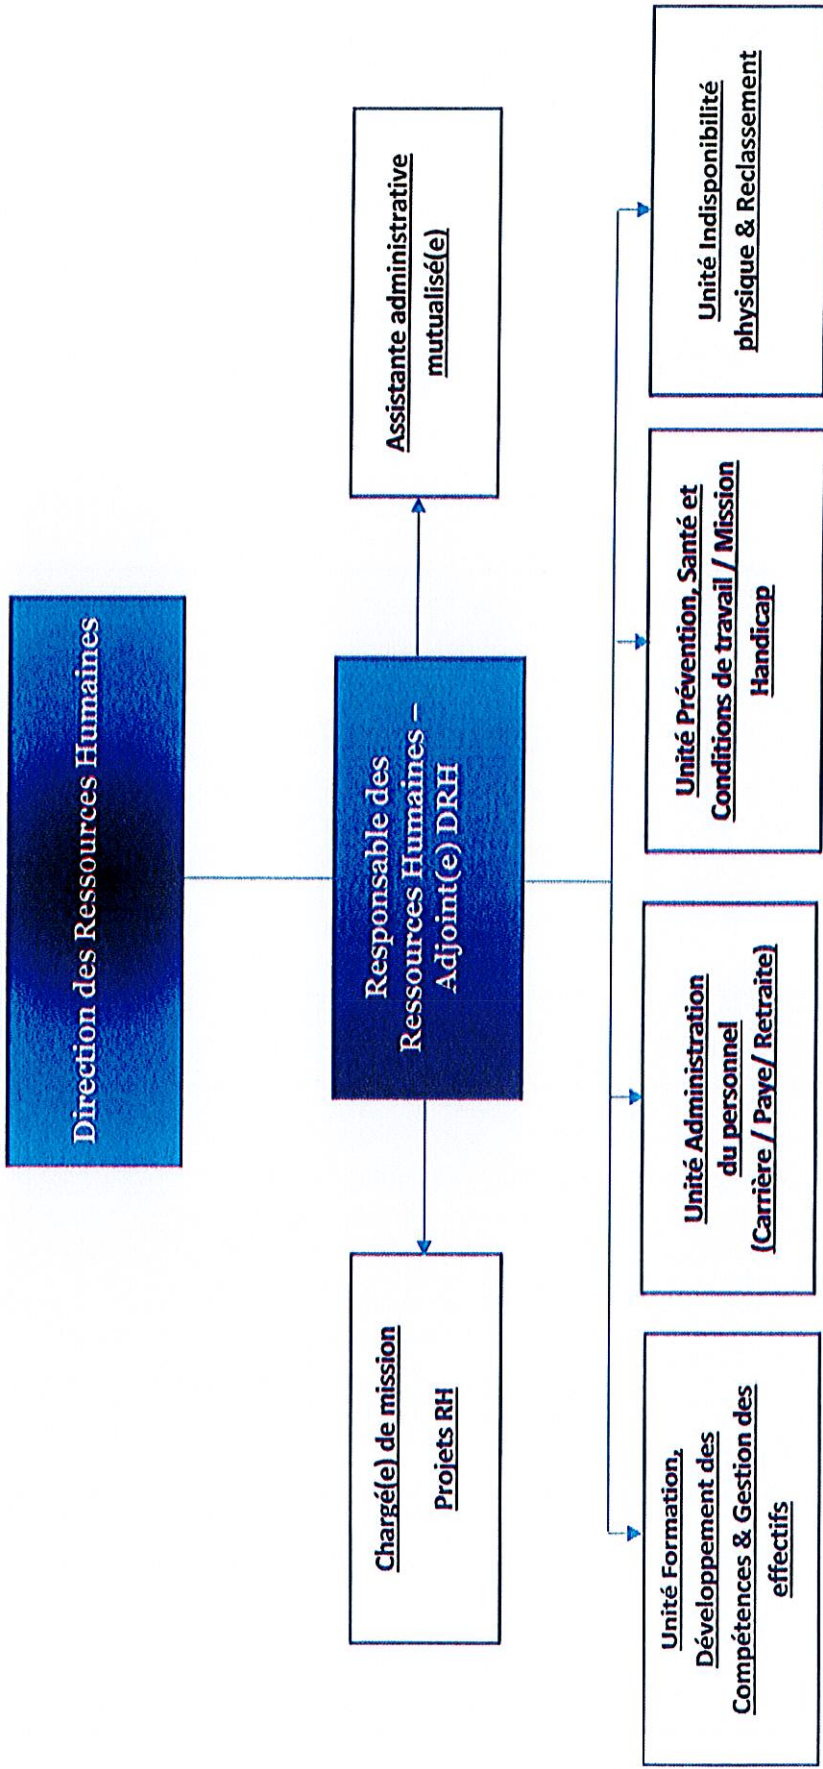 Direction des Ressources Humaines
Responsable des
Ressources Humaines –
Adjoint(e) DRH
Chargé(e) de mission
Projets RH
Assistante administrative
mutualisé(e)
Unité Formation,
Développement des
Compétences & Gestion des
effectifs
Unité Administration
du personnel
(Carrière / Paye/ Retraite)
Unité Prévention, Santé et
Conditions de travail / Mission
Handicap
Unité Indisponibilité
physique & Reclassement